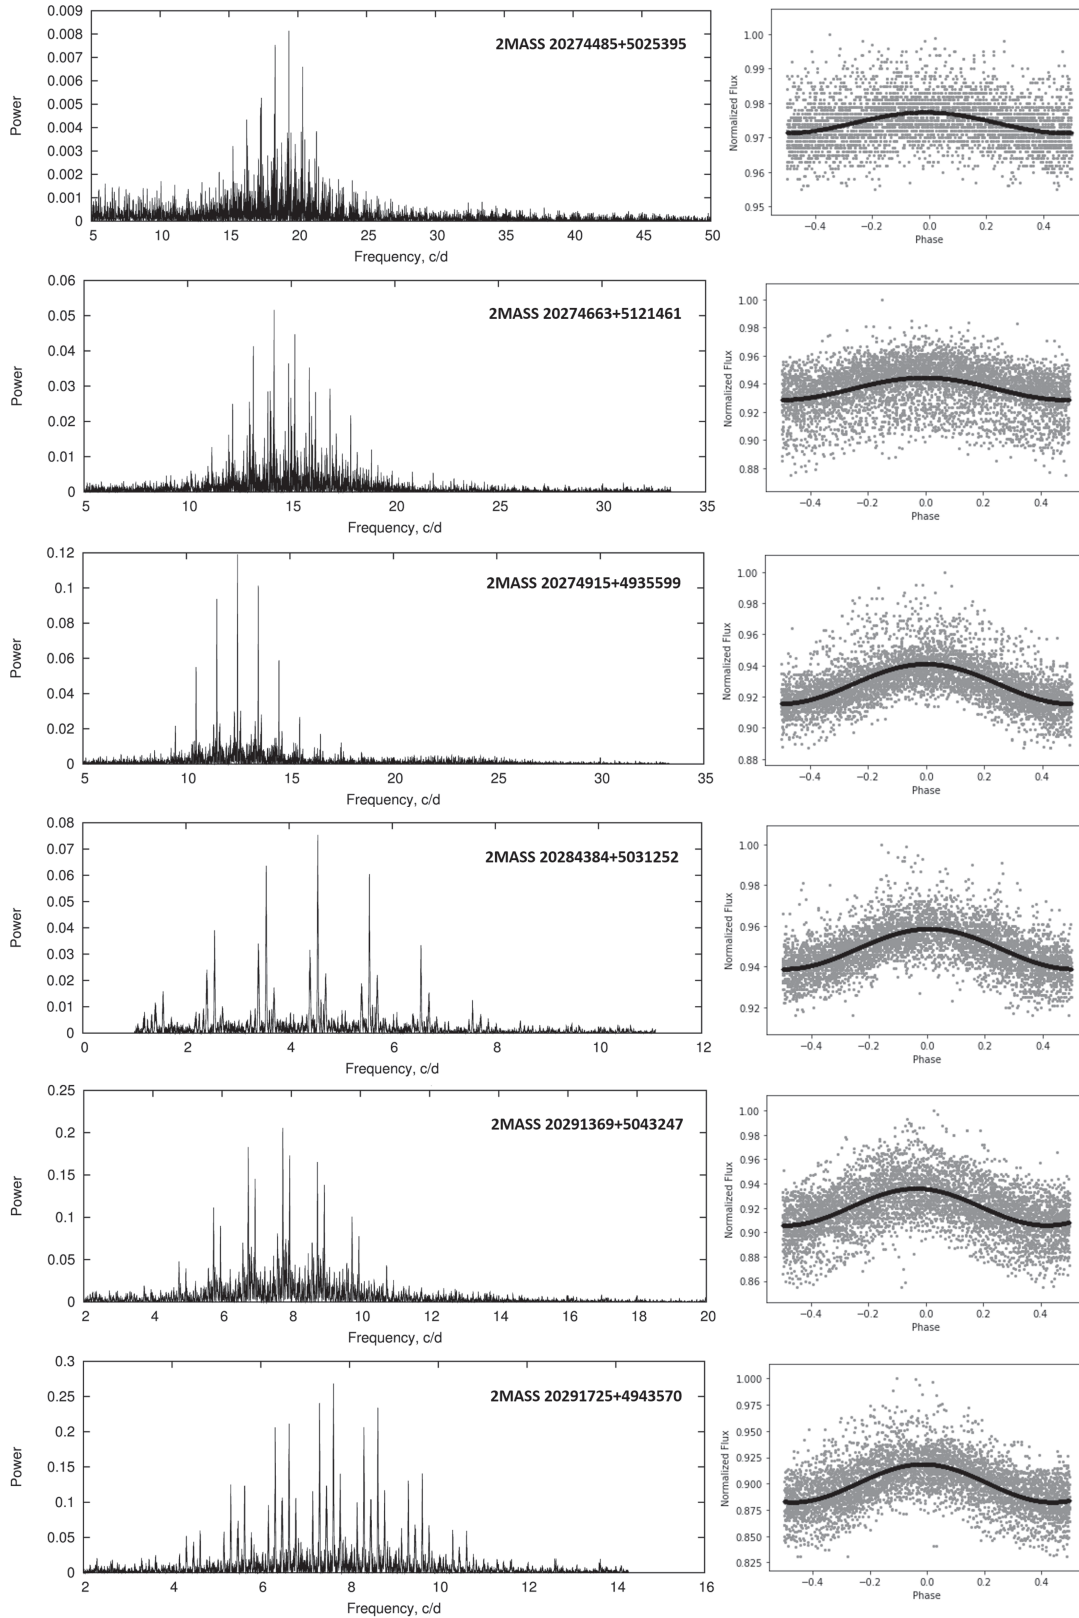 2MASS 20274485+5025395
Power
0.009
0.008
0.007
0.006
0.005
0.004
0.003
0.002
0.001
0
5 10 15 20 25 30 35 40 45 50
Frequency, c/d
Normalized Flux
1.00
0.99
0.98
0.97
0.96
0.95
−0.4 −0.2 0.0 0.2 0.4
Phase
2MASS 20274663+5121461
Power
0.06
0.05
0.04
0.03
0.02
0.01
0
5 10 15 20 25 30 35
Frequency, c/d
Normalized Flux
1.00
0.98
0.96
0.94
0.92
0.90
0.88
−0.4 −0.2 0.0 0.2 0.4
Phase
2MASS 20274915+4935599
Power
0.12
0.1
0.08
0.06
0.04
0.02
0
5 10 15 20 25 30 35
Frequency, c/d
Normalized Flux
1.00
0.98
0.96
0.94
0.92
0.90
0.88
−0.4 −0.2 0.0 0.2 0.4
Phase
2MASS 20284384+5031252
Power
0.08
0.07
0.06
0.05
0.04
0.03
0.02
0.01
0
0 2 4 6 8 10 12
Frequency, c/d
Normalized Flux
1.00
0.98
0.96
0.94
0.92
−0.4 −0.2 0.0 0.2 0.4
Phase
2MASS 20291369+5043247
Power
0.25
0.2
0.15
0.1
0.05
0
2 4 6 8 10 12 14 16 18 20
Frequency, c/d
Normalized Flux
1.00
0.98
0.96
0.94
0.92
0.90
0.88
0.86
−0.4 −0.2 0.0 0.2 0.4
Phase
2MASS 20291725+4943570
Power
0.3
0.25
0.2
0.15
0.1
0.05
0
2 4 6 8 10 12 14 16
Frequency, c/d
Normalized Flux
1.000
0.975
0.950
0.925
0.900
0.875
0.850
0.825
−0.4 −0.2 0.0 0.2 0.4
Phase